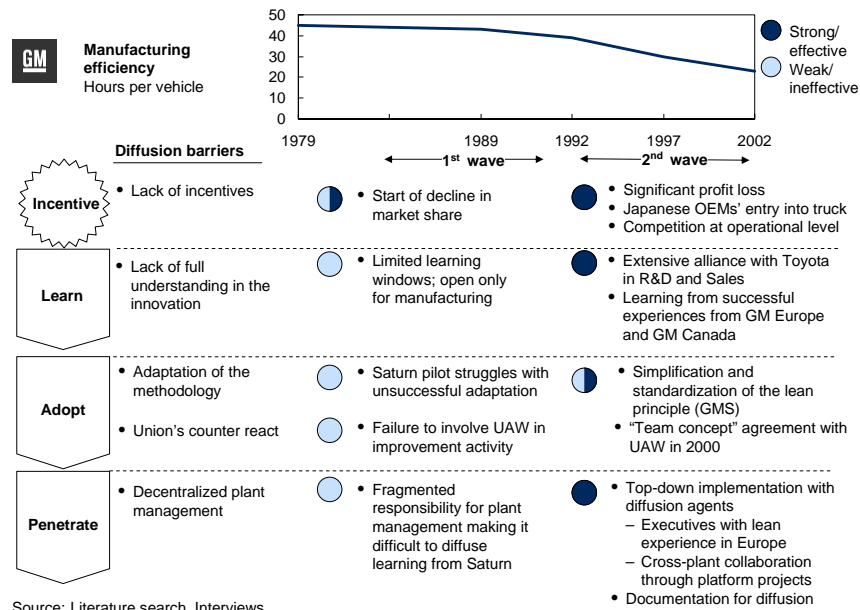 GM
Manufacturing
efficiency
Hours per vehicle
50
40
30
20
10
0
1979
1989
1992
1997
2002
Strong/
effective
Weak/
ineffective
Diffusion barriers
1st wave
2nd wave
Incentive
• Lack of incentives
• Start of decline in
market share
• Significant profit loss
• Japanese OEMs' entry into truck
• Competition at operational level
Learn
• Lack of full
understanding in the
innovation
• Limited learning
windows; open only
for manufacturing
• Extensive alliance with Toyota
in R&D and Sales
• Learning from successful
experiences from GM Europe
and GM Canada
Adopt
• Adaptation of the
methodology
• Saturn pilot struggles with
unsuccessful adaptation
• Simplification and
standardization of the lean
principle (GMS)
• Union's counter react
• Failure to involve UAW in
improvement activity
• “Team concept” agreement with
UAW in 2000
Penetrate
• Decentralized plant
management
• Fragmented
responsibility for plant
management making it
difficult to diffuse
learning from Saturn
• Top-down implementation with
diffusion agents
– Executives with lean
experience in Europe
– Cross-plant collaboration
through platform projects
• Documentation for diffusion
Source: Literature search, Interviews